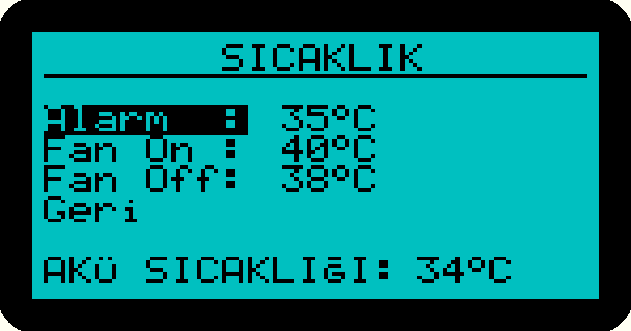 SICAKLIK
Alarm  : 35°C
Fan On : 40°C
Fan Off: 38°C
Geri
AKÜ SICAKLIĞI: 34°C